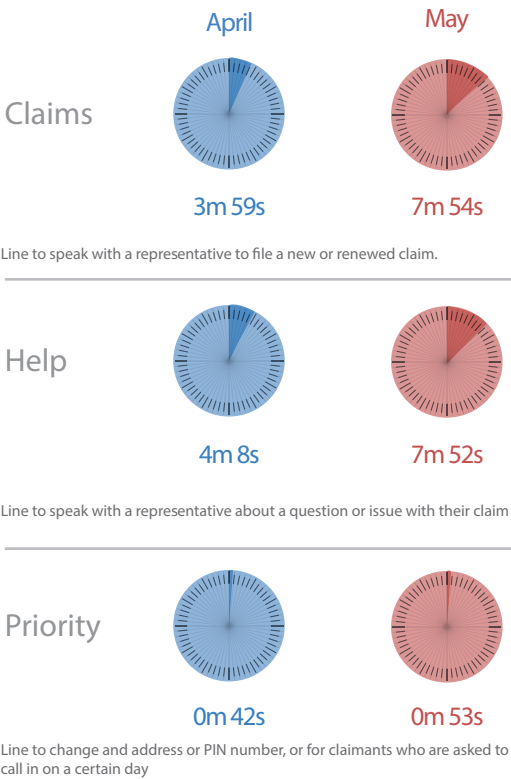 April May
Claims
3m 59s 7m 54s
Line to speak with a representative to file a new or renewed claim.
Help
4m 8s 7m 52s
Line to speak with a representative about a question or issue with their claim
Priority
0m 42s 0m 53s
Line to change and address or PIN number, or for claimants who are asked to
call in on a certain day